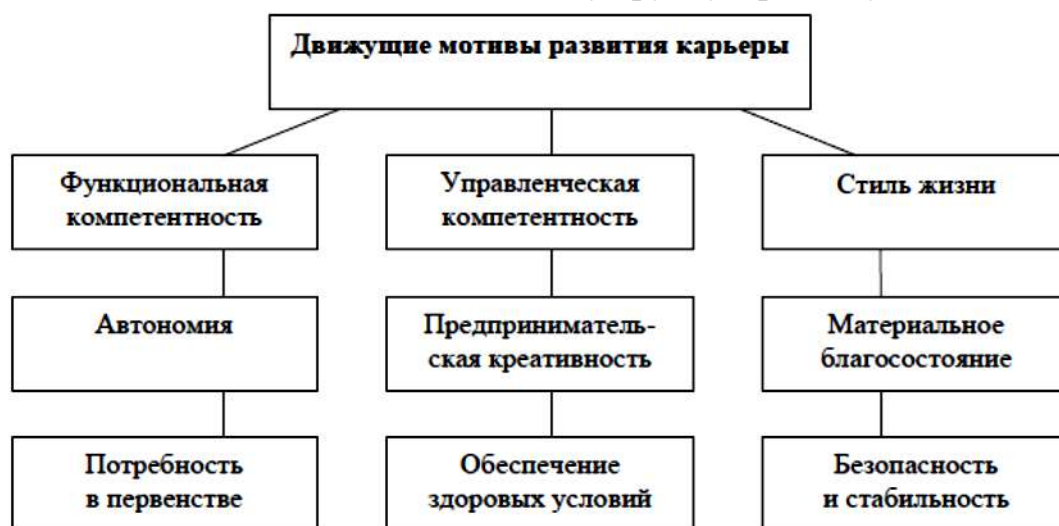 Движущие мотивы развития карьеры
Функциональная
компетентность
Управленческая
компетентность
Стиль жизни
Автономия
Предприниматель-
ская креативность
Материальное
благосостояние
Потребность
в первенстве
Обеспечение
здоровых условий
Безопасность
и стабильность